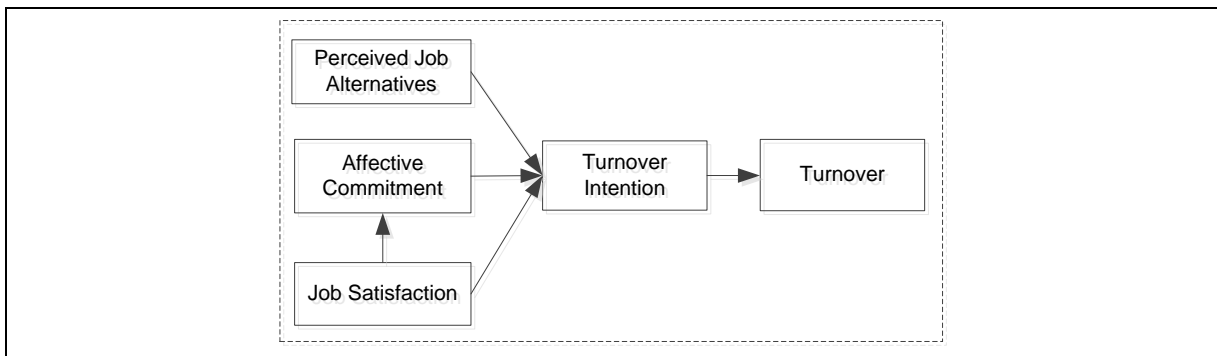 Perceived Job
Alternatives
Affective
Commitment
Turnover
Intention
Turnover
Job Satisfaction